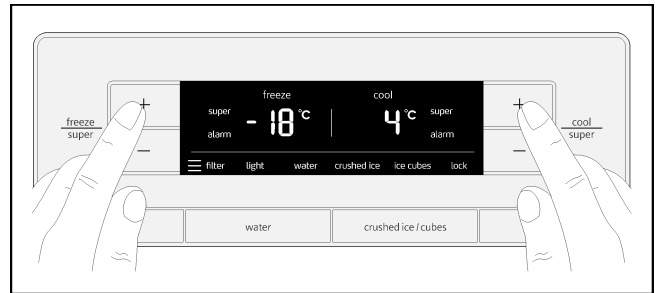 freeze cool
super -18 °C 4 °C super
alarm alarm
filter light water crushed ice ice cubes lock
freeze
super
+
−
+
−
cool
super
water crushed ice / cubes